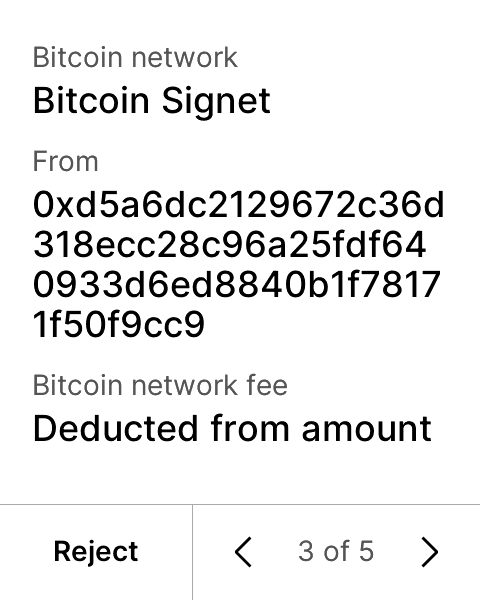 Bitcoin network
Bitcoin Signet
From
0xd5a6dc2129672c36d
318ecc28c96a25fdf64
0933d6ed8840b1f7817
1f50f9cc9
Bitcoin network fee
Deducted from amount
Reject
3 of 5